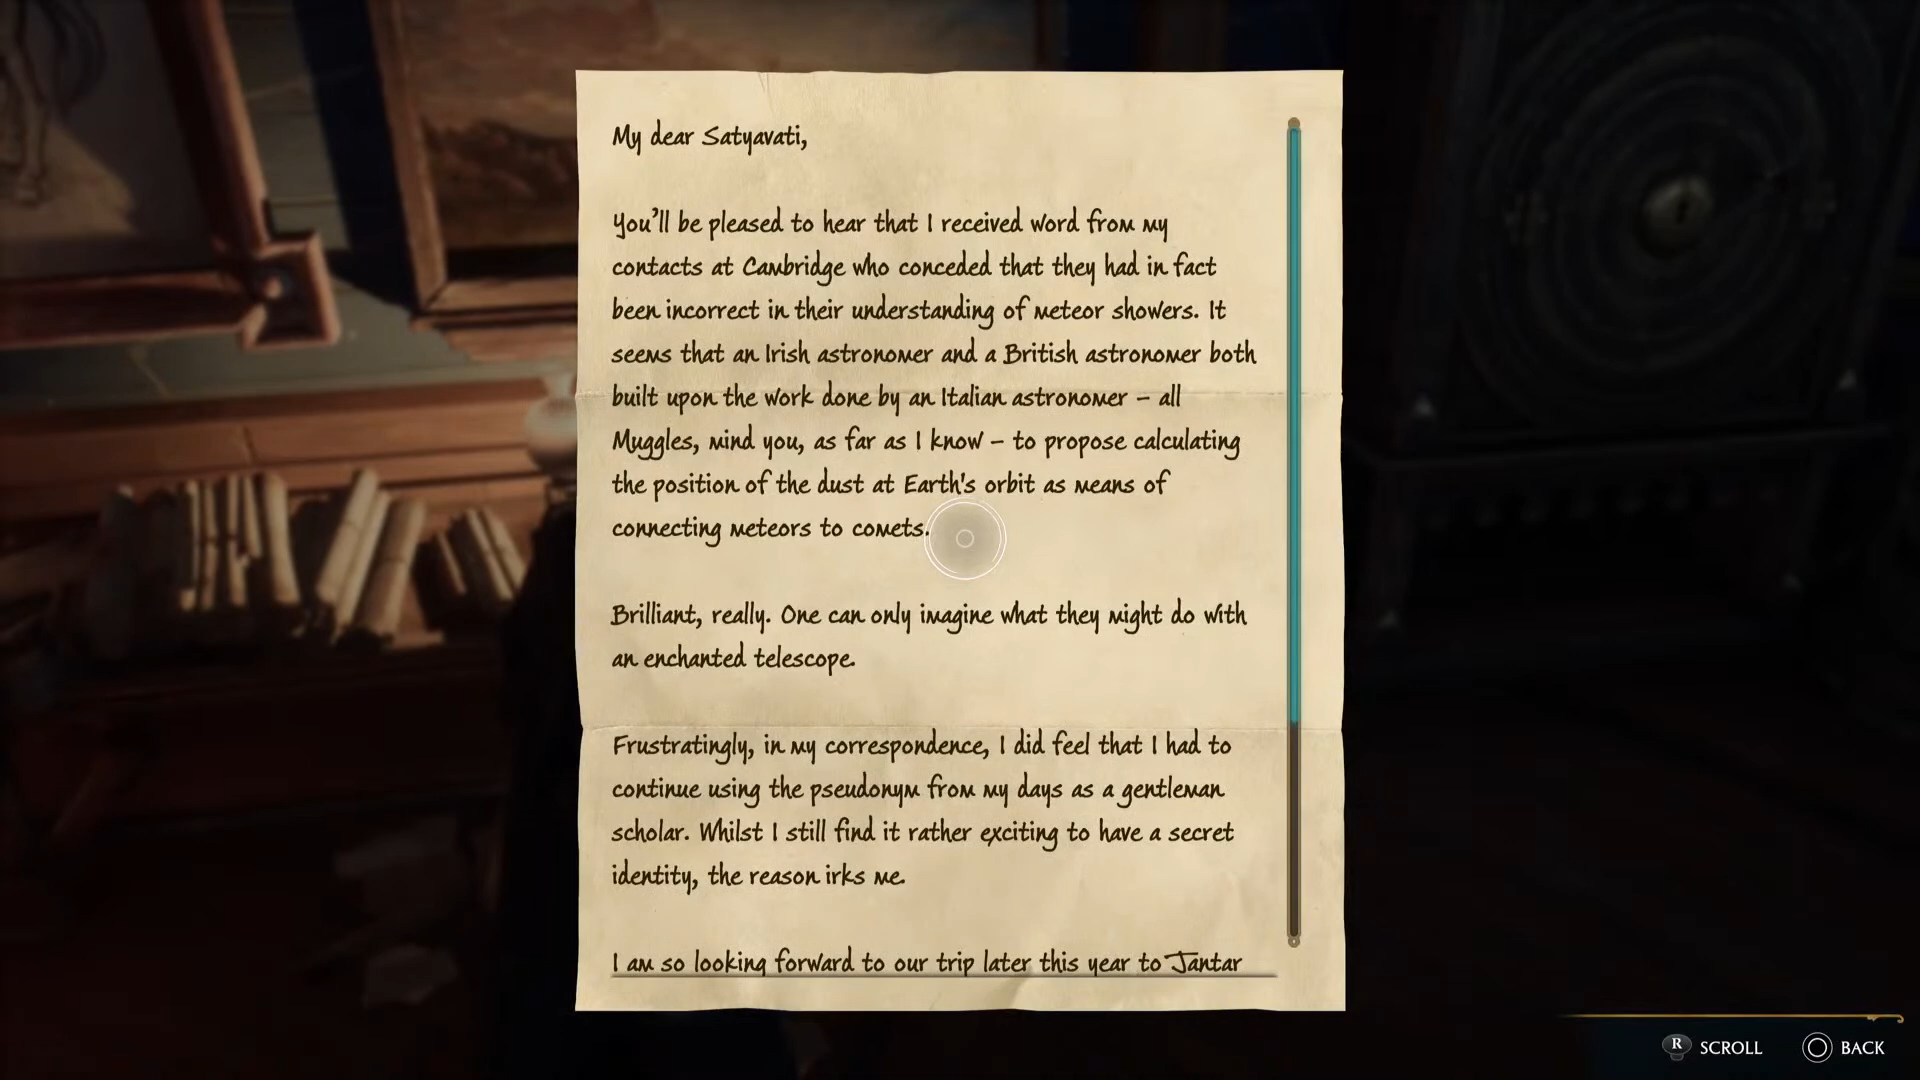 My dear Satyavati,
You'll be pleased to hear that I received word from my
contacts at Cambridge who conceded that they had in fact
been incorrect in their understanding of meteor showers. It
seems that an Irish astronomer and a British astronomer both
built upon the work done by an Italian astronomer – all
Muggles, mind you, as far as I know – to propose calculating
the position of the dust at Earth's orbit as means of
connecting meteors to comets.
Brilliant, really. One can only imagine what they might do with
an enchanted telescope.
Frustratingly, in my correspondence, I did feel that I had to
continue using the pseudonym from my days as a gentleman
scholar. Whilst I still find it rather exciting to have a secret
identity, the reason irks me.
I am so looking forward to our trip later this year to Jantar
R SCROLL BACK